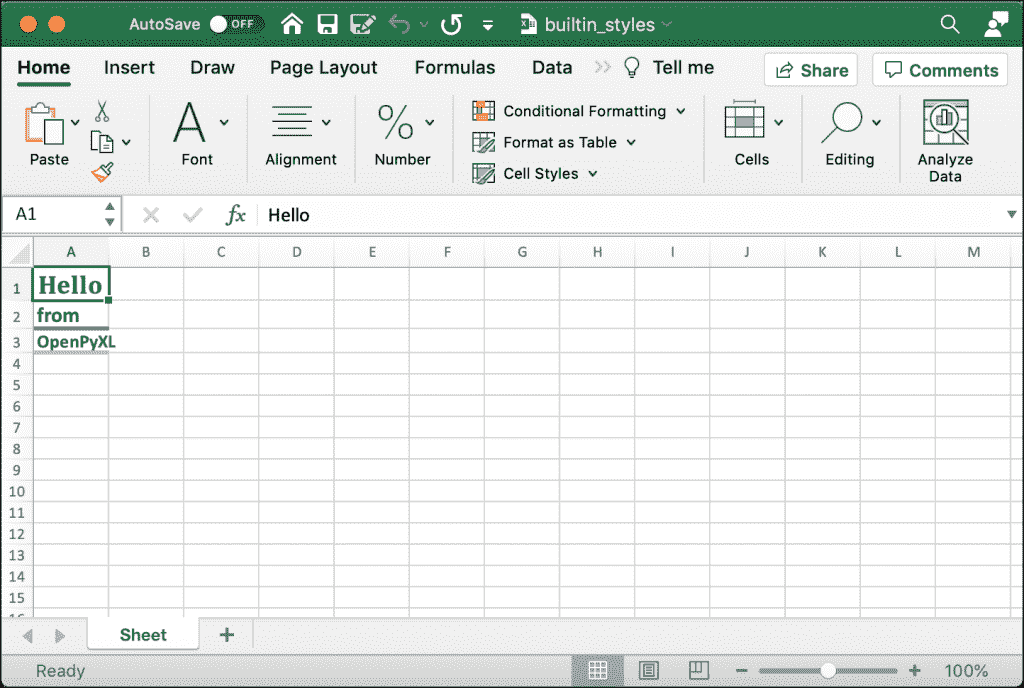 AutoSave OFF builtin_styles
Home Insert Draw Page Layout Formulas Data Tell me Share Comments
Paste Font Alignment Number Conditional Formatting Format as Table Cell Styles Cells Editing Analyze Data
A1 fx Hello
A B C D E F G H I J K L M
1 Hello
2 from
3 OpenPyXL
4
5
6
7
8
9
10
11
12
13
14
15
16
Sheet
Ready 100%